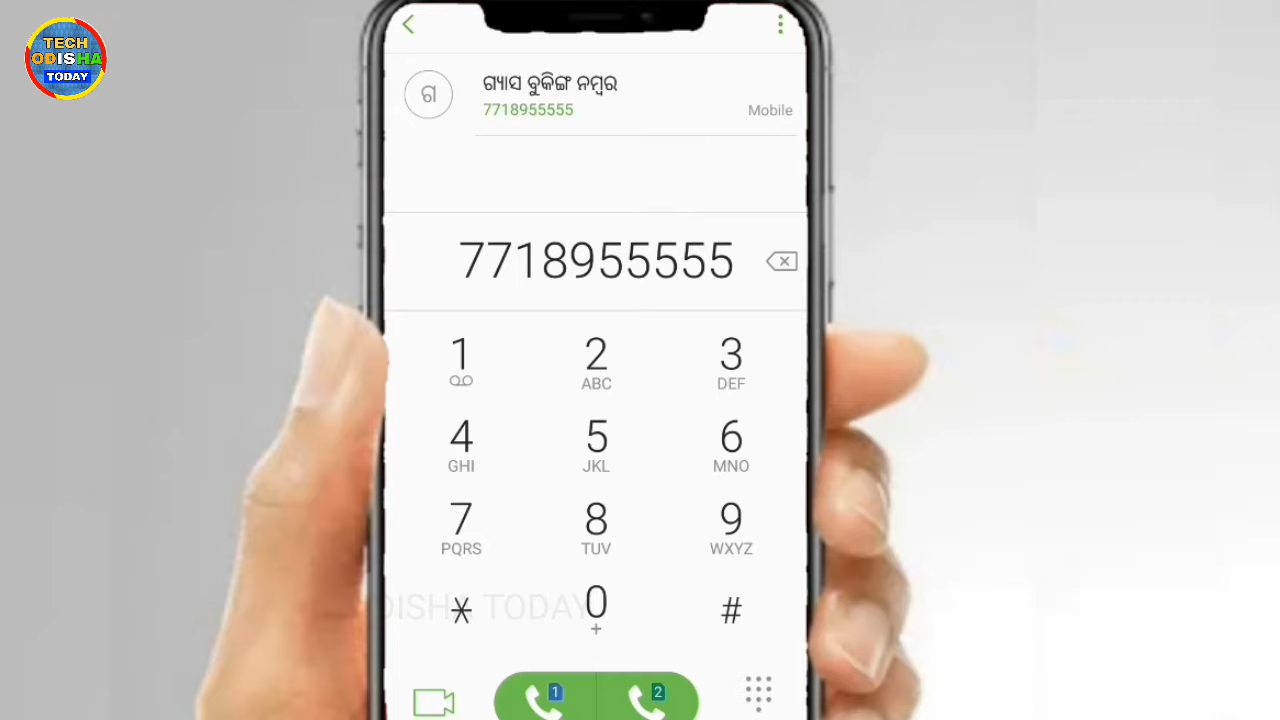 TECH
ODISHA
TODAY
ଗ
ଗ୍ୟାସ ବୁକିଙ୍ଗ ନମ୍ବର
7718955555
Mobile
7718955555
1 2 3
ABC DEF
4 5 6
GHI JKL MNO
7 8 9
PQRS TUV WXYZ
* 0 #
+
DISHA TODAY
1 2